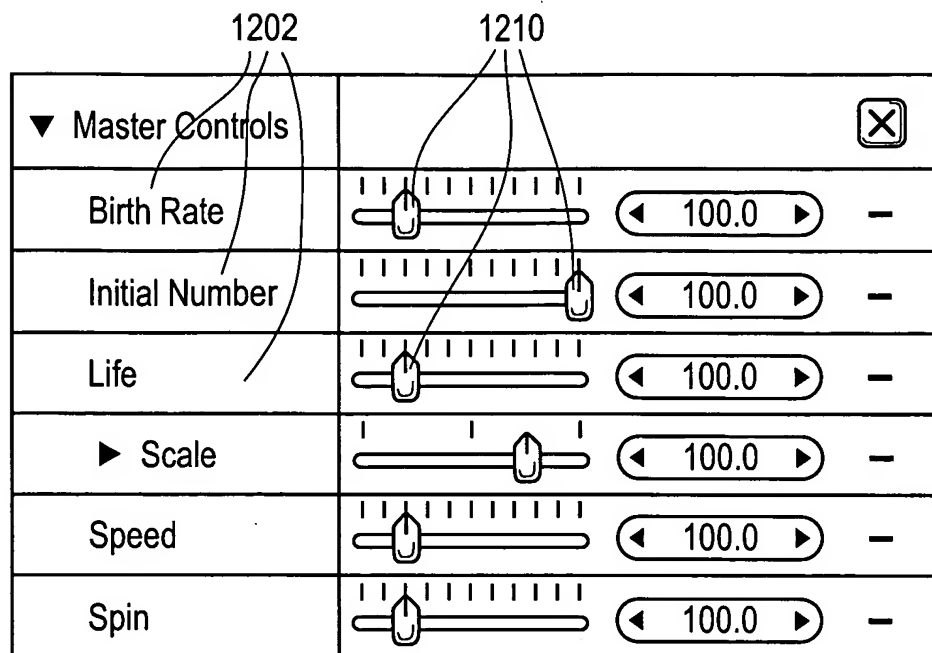 1202 1210
Master Controls
Birth Rate 100.0
Initial Number 100.0
Life 100.0
Scale 100.0
Speed 100.0
Spin 100.0